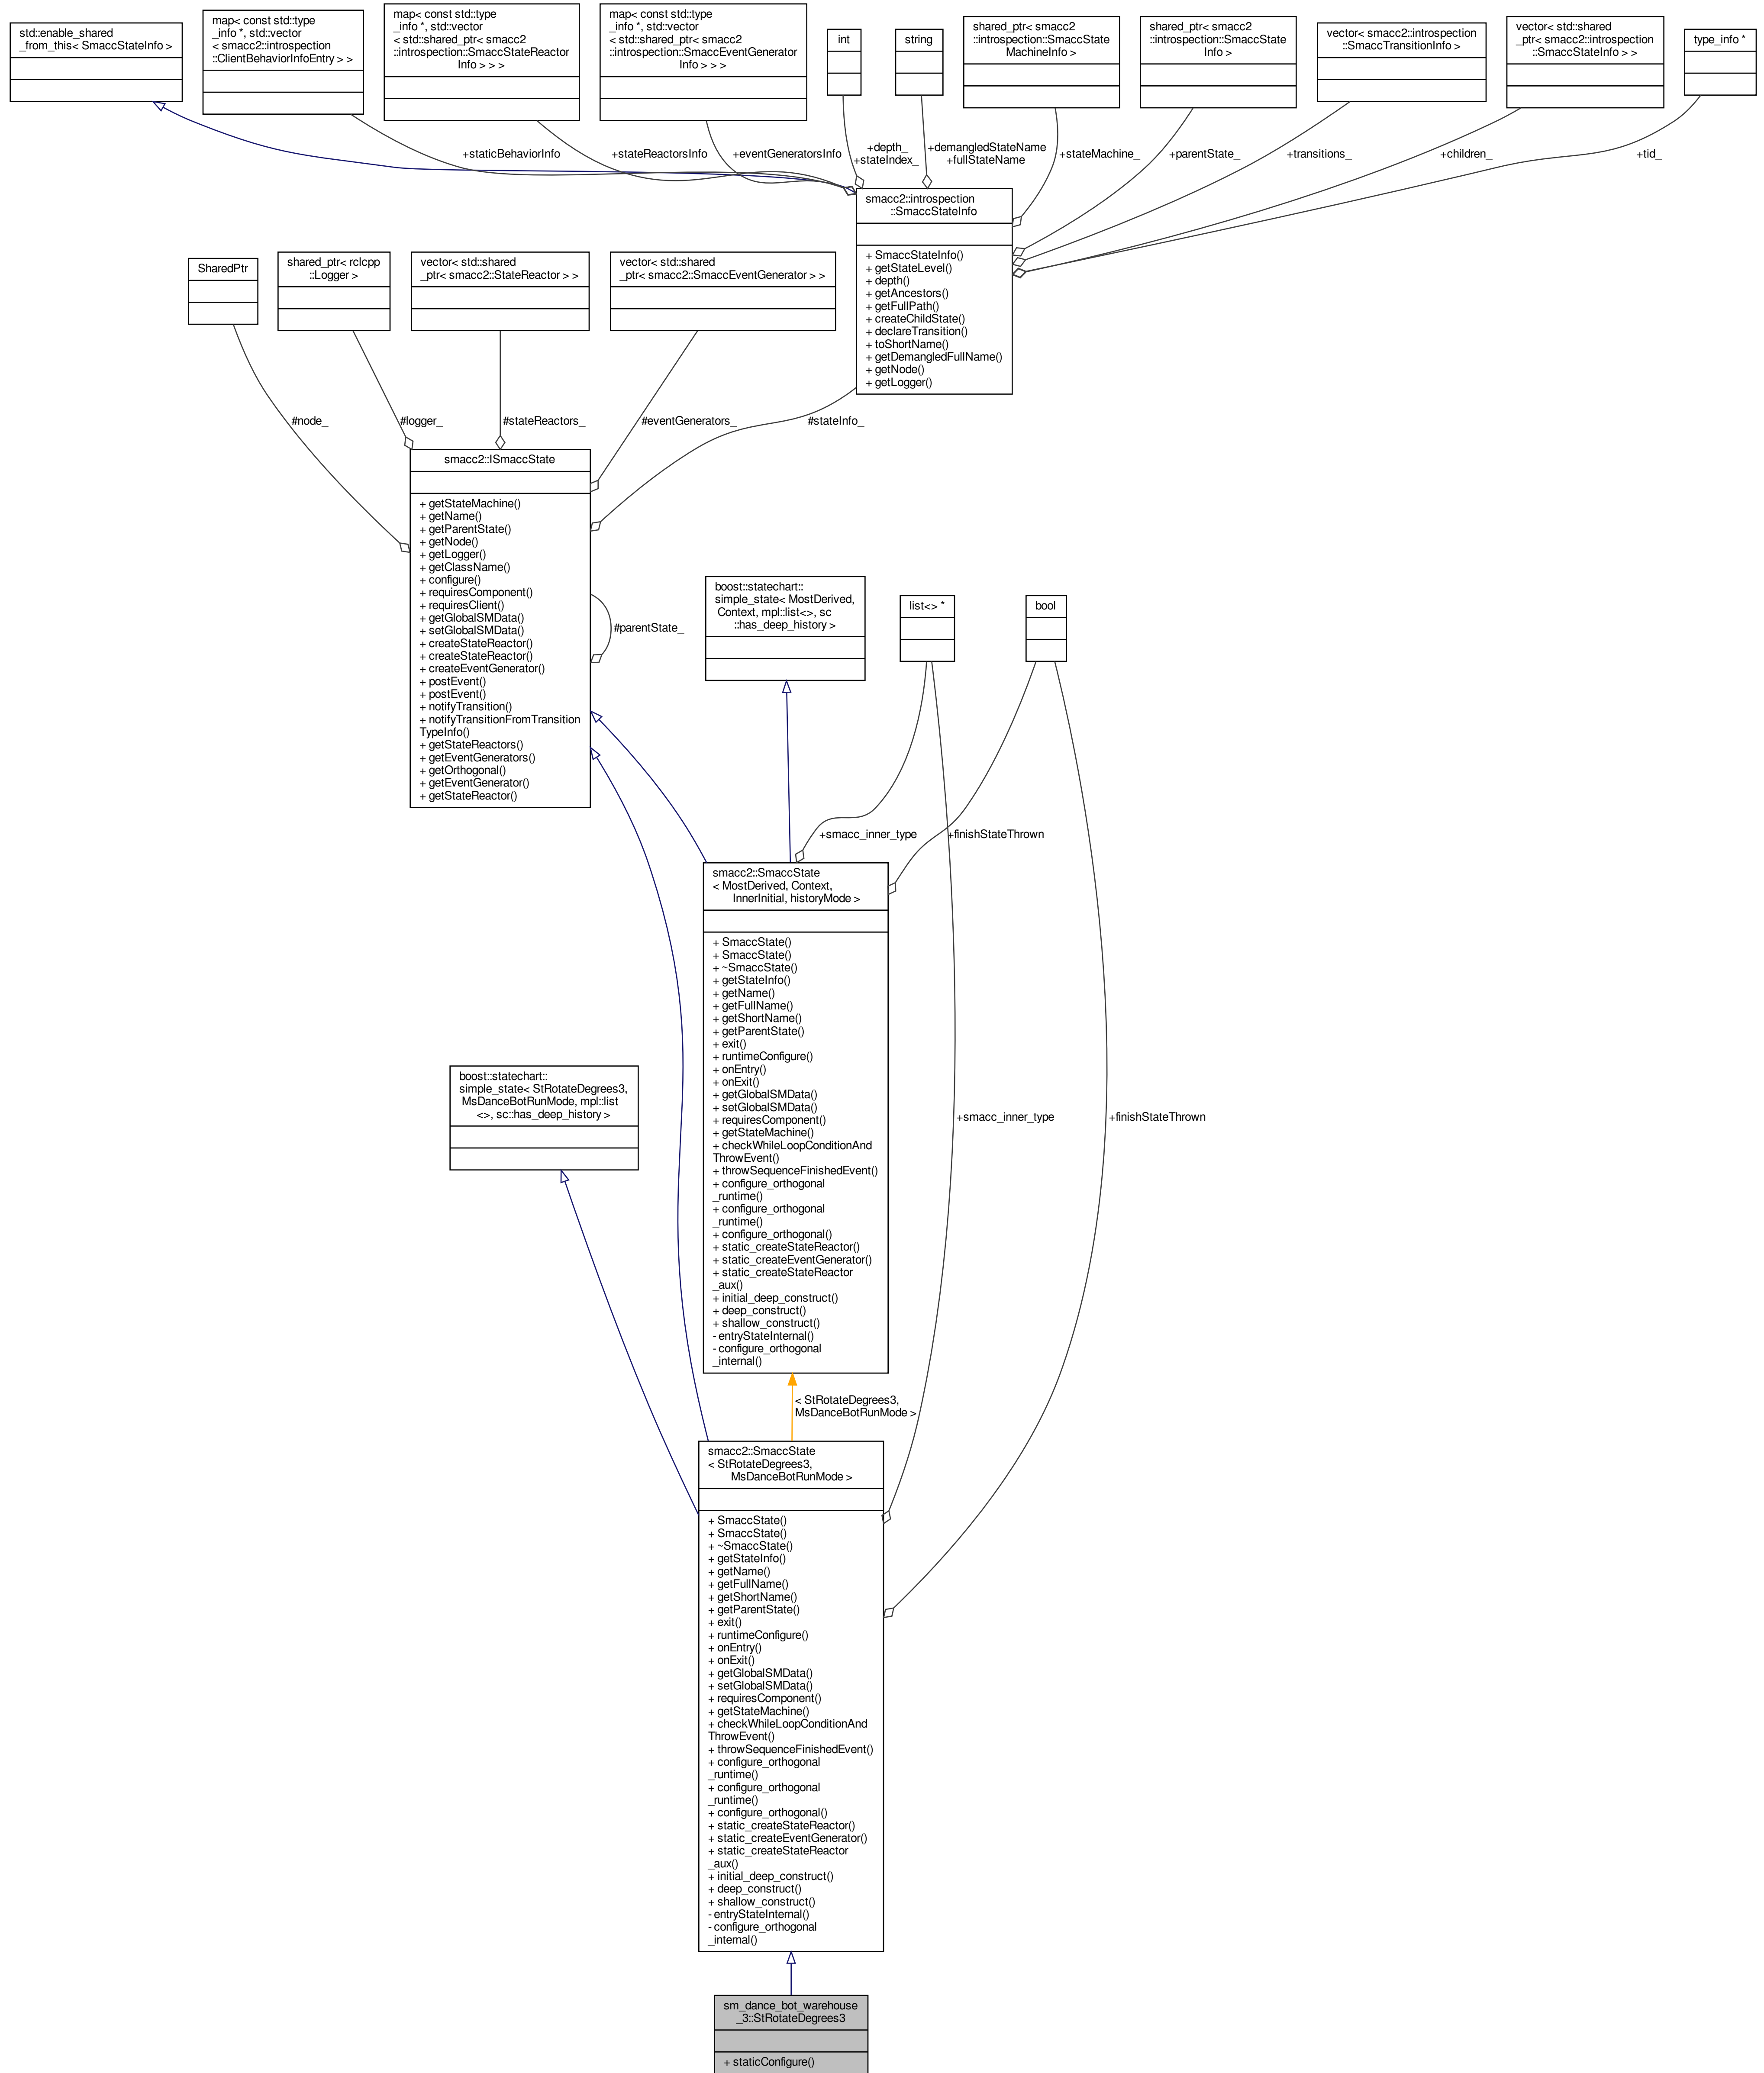 std::enable_shared
_from_this< SmaccStateInfo >
map< const std::type
_info *, std::vector
< smacc2::introspection
::ClientBehaviorInfoEntry > >
map< const std::type
_info *, std::vector
< std::shared_ptr< smacc2
::introspection::SmaccStateReactor
Info > > >
map< const std::type
_info *, std::vector
< std::shared_ptr< smacc2
::introspection::SmaccEventGenerator
Info > > >
int
string
shared_ptr< smacc2
::introspection::SmaccState
MachineInfo >
shared_ptr< smacc2
::introspection::SmaccState
Info >
vector< smacc2::introspection
::SmaccTransitionInfo >
vector< std::shared
_ptr< smacc2::introspection
::SmaccStateInfo > >
type_info *
+staticBehaviorInfo
+stateReactorsInfo
+eventGeneratorsInfo
+depth_
+stateIndex_
+demangledStateName
+fullStateName
+stateMachine_
+parentState_
+transitions_
+children_
+tid_
smacc2::introspection
::SmaccStateInfo
+ SmaccStateInfo()
+ getStateLevel()
+ depth()
+ getAncestors()
+ getFullPath()
+ createChildState()
+ declareTransition()
+ toShortName()
+ getDemangledFullName()
+ getNode()
+ getLogger()
SharedPtr
shared_ptr< rclcpp
::Logger >
vector< std::shared
_ptr< smacc2::StateReactor > >
vector< std::shared
_ptr< smacc2::SmaccEventGenerator > >
#node_
#logger_
#stateReactors_
#eventGenerators_
#stateInfo_
smacc2::ISmaccState
+ getStateMachine()
+ getName()
+ getParentState()
+ getNode()
+ getLogger()
+ getClassName()
+ configure()
+ requiresComponent()
+ requiresClient()
+ getGlobalSMData()
+ setGlobalSMData()
+ createStateReactor()
+ createStateReactor()
+ createEventGenerator()
+ postEvent()
+ postEvent()
+ notifyTransition()
+ notifyTransitionFromTransition
TypeInfo()
+ getStateReactors()
+ getEventGenerators()
+ getOrthogonal()
+ getEventGenerator()
+ getStateReactor()
#parentState_
boost::statechart::
simple_state< MostDerived,
Context, mpl::list<>, sc
::has_deep_history >
list<> *
bool
+smacc_inner_type
+finishStateThrown
smacc2::SmaccState
< MostDerived, Context,
InnerInitial, historyMode >
+ SmaccState()
+ SmaccState()
+ ~SmaccState()
+ getStateInfo()
+ getName()
+ getFullName()
+ getShortName()
+ getParentState()
+ exit()
+ runtimeConfigure()
+ onEntry()
+ onExit()
+ getGlobalSMData()
+ setGlobalSMData()
+ requiresComponent()
+ getStateMachine()
+ checkWhileLoopConditionAnd
ThrowEvent()
+ throwSequenceFinishedEvent()
+ configure_orthogonal
_runtime()
+ configure_orthogonal
_runtime()
+ configure_orthogonal()
+ static_createStateReactor()
+ static_createEventGenerator()
+ static_createStateReactor
_aux()
+ initial_deep_construct()
+ deep_construct()
+ shallow_construct()
- entryStateInternal()
- configure_orthogonal
_internal()
boost::statechart::
simple_state< StRotateDegrees3,
MsDanceBotRunMode, mpl::list
<>, sc::has_deep_history >
+smacc_inner_type
+finishStateThrown
< StRotateDegrees3,
MsDanceBotRunMode >
smacc2::SmaccState
< StRotateDegrees3,
MsDanceBotRunMode >
+ SmaccState()
+ SmaccState()
+ ~SmaccState()
+ getStateInfo()
+ getName()
+ getFullName()
+ getShortName()
+ getParentState()
+ exit()
+ runtimeConfigure()
+ onEntry()
+ onExit()
+ getGlobalSMData()
+ setGlobalSMData()
+ requiresComponent()
+ getStateMachine()
+ checkWhileLoopConditionAnd
ThrowEvent()
+ throwSequenceFinishedEvent()
+ configure_orthogonal
_runtime()
+ configure_orthogonal
_runtime()
+ configure_orthogonal()
+ static_createStateReactor()
+ static_createEventGenerator()
+ static_createStateReactor
_aux()
+ initial_deep_construct()
+ deep_construct()
+ shallow_construct()
- entryStateInternal()
- configure_orthogonal
_internal()
sm_dance_bot_warehouse
_3::StRotateDegrees3
+ staticConfigure()